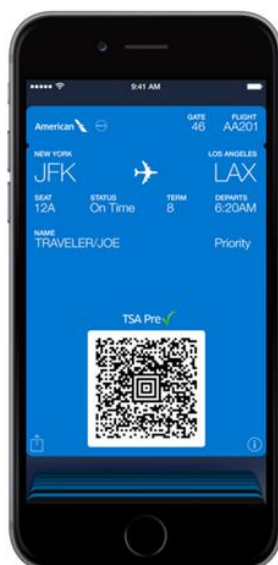 9:41 AM
American
GATE FLIGHT
46 AA201
NEW YORK LOS ANGELES
JFK LAX
SEAT STATUS TERM DEPARTS
12A On Time 8 6:20AM
NAME
TRAVELER/JOE Priority
TSA Pre✓